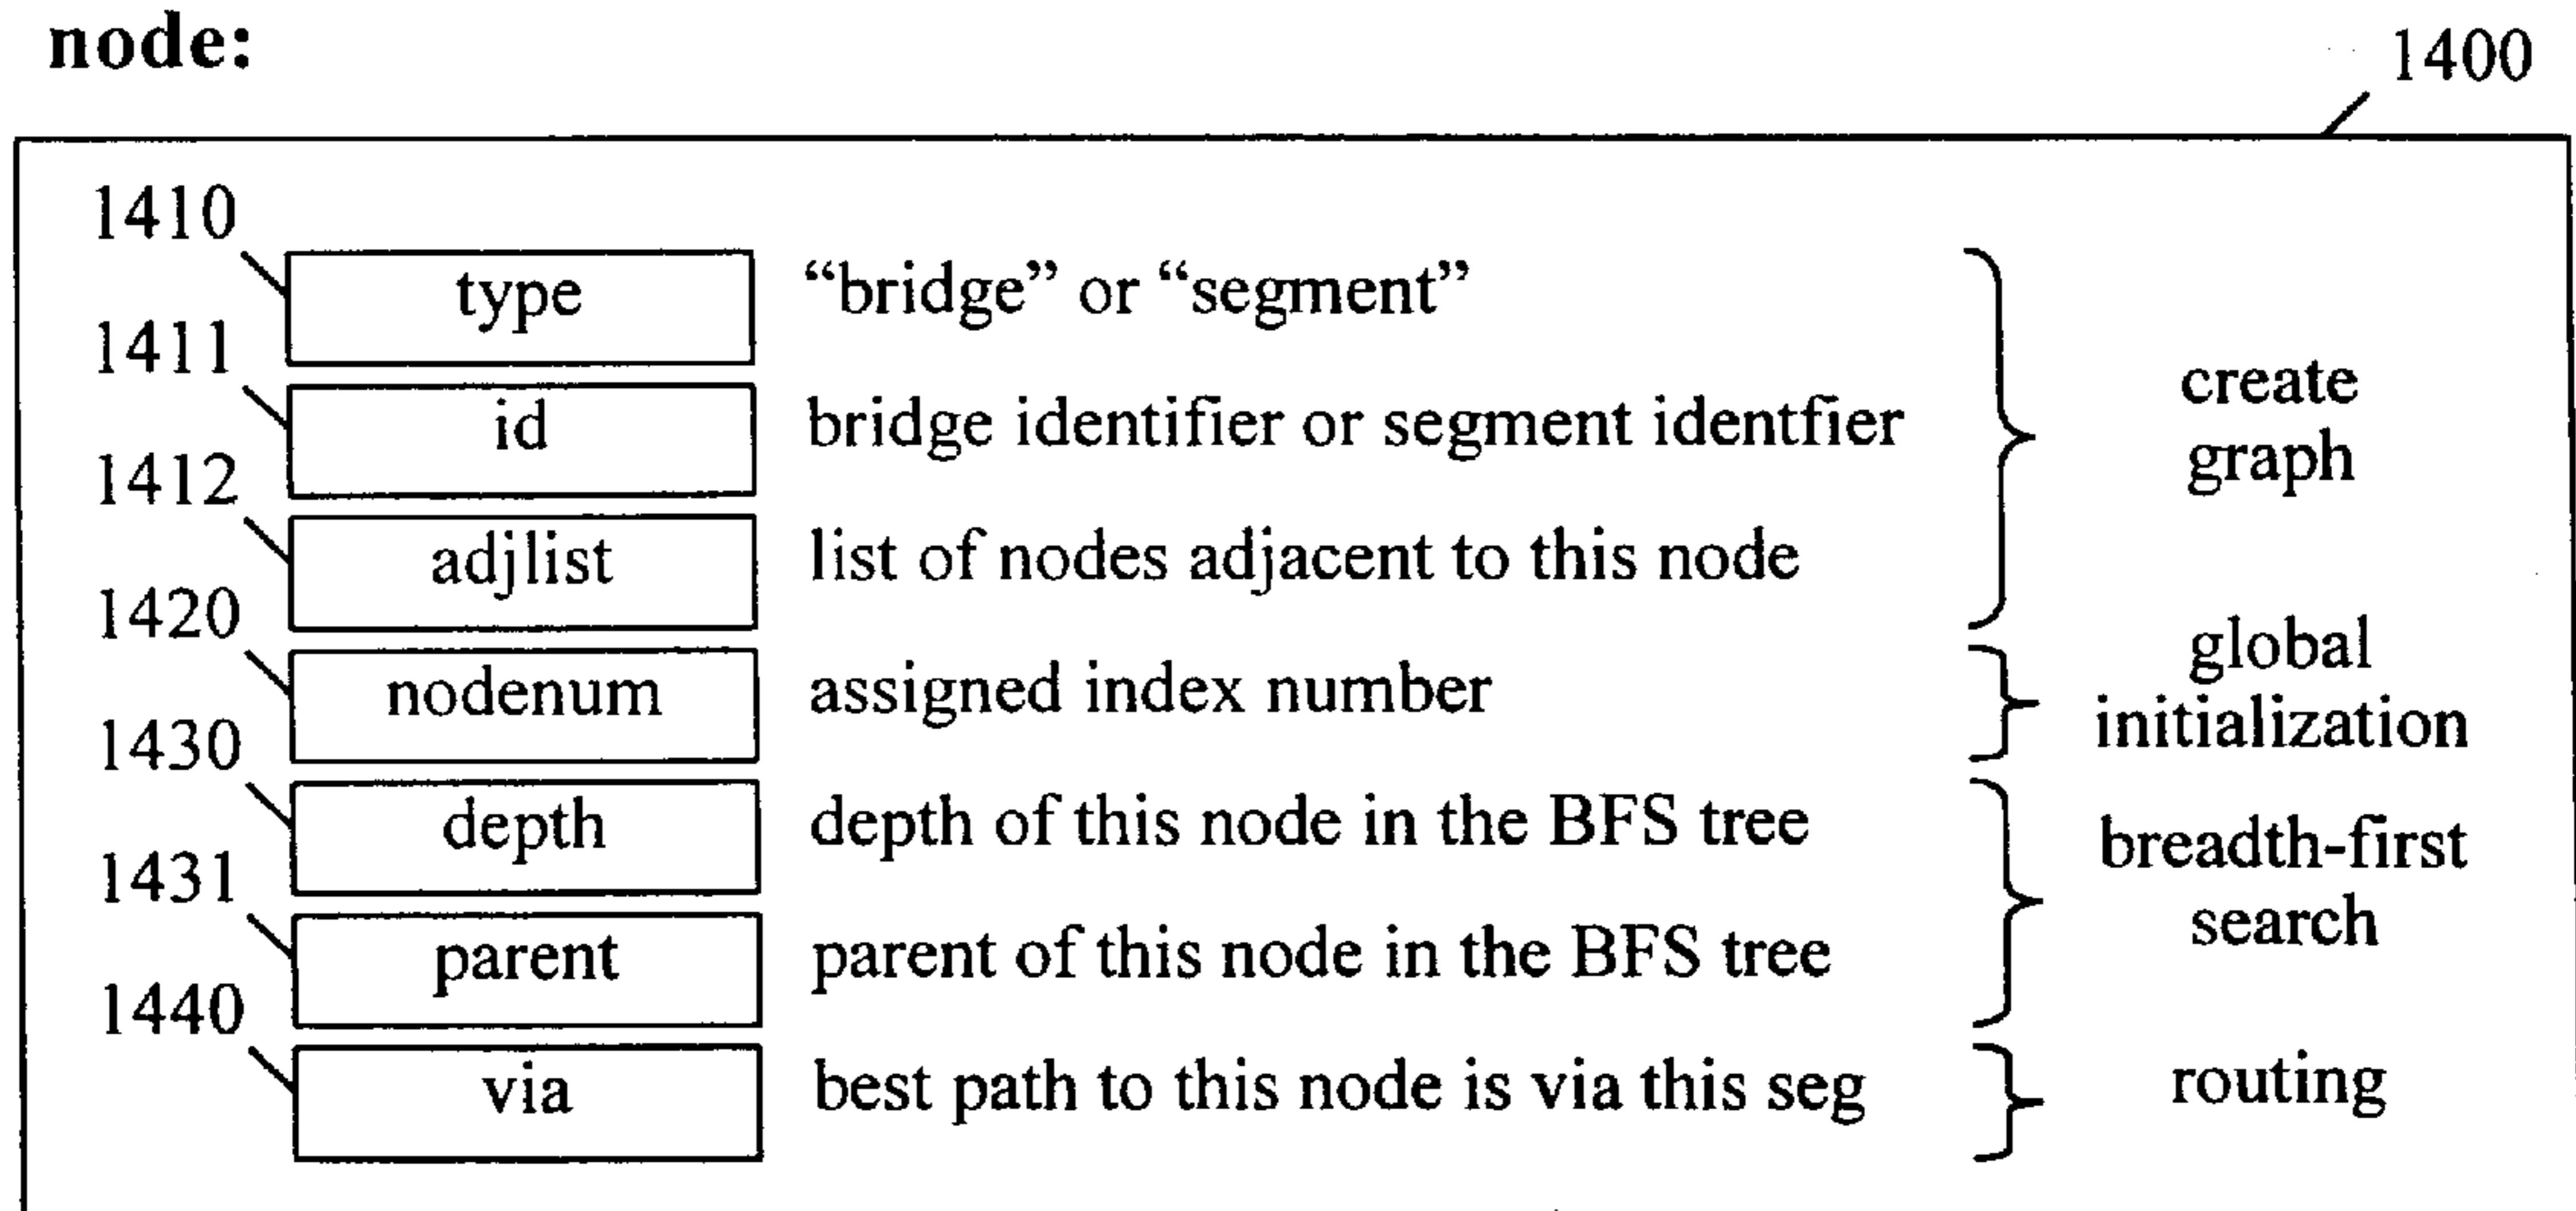 node:
1400
1410
type
“bridge” or “segment”
1411
id
bridge identifier or segment identfier
create
graph
1412
adjlist
list of nodes adjacent to this node
1420
nodenum
assigned index number
global
initialization
1430
depth
depth of this node in the BFS tree
breadth-first
search
1431
parent
parent of this node in the BFS tree
1440
via
best path to this node is via this seg
routing